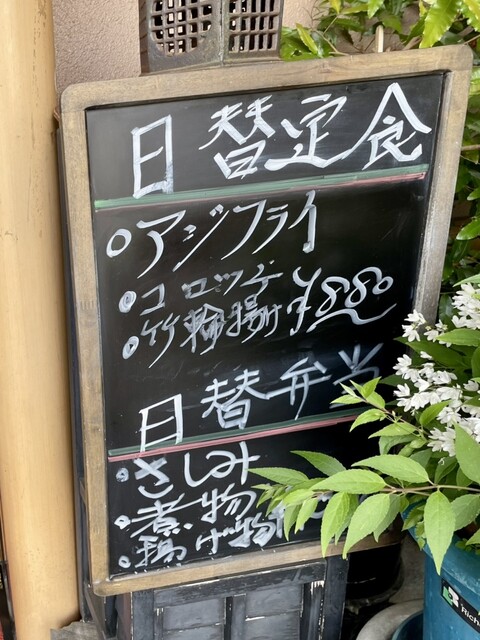 日替定食
○アジフライ
○コロッケ
○竹輪揚げ ¥880
日替弁当
○さしみ
○煮物
○揚げ物
Rich